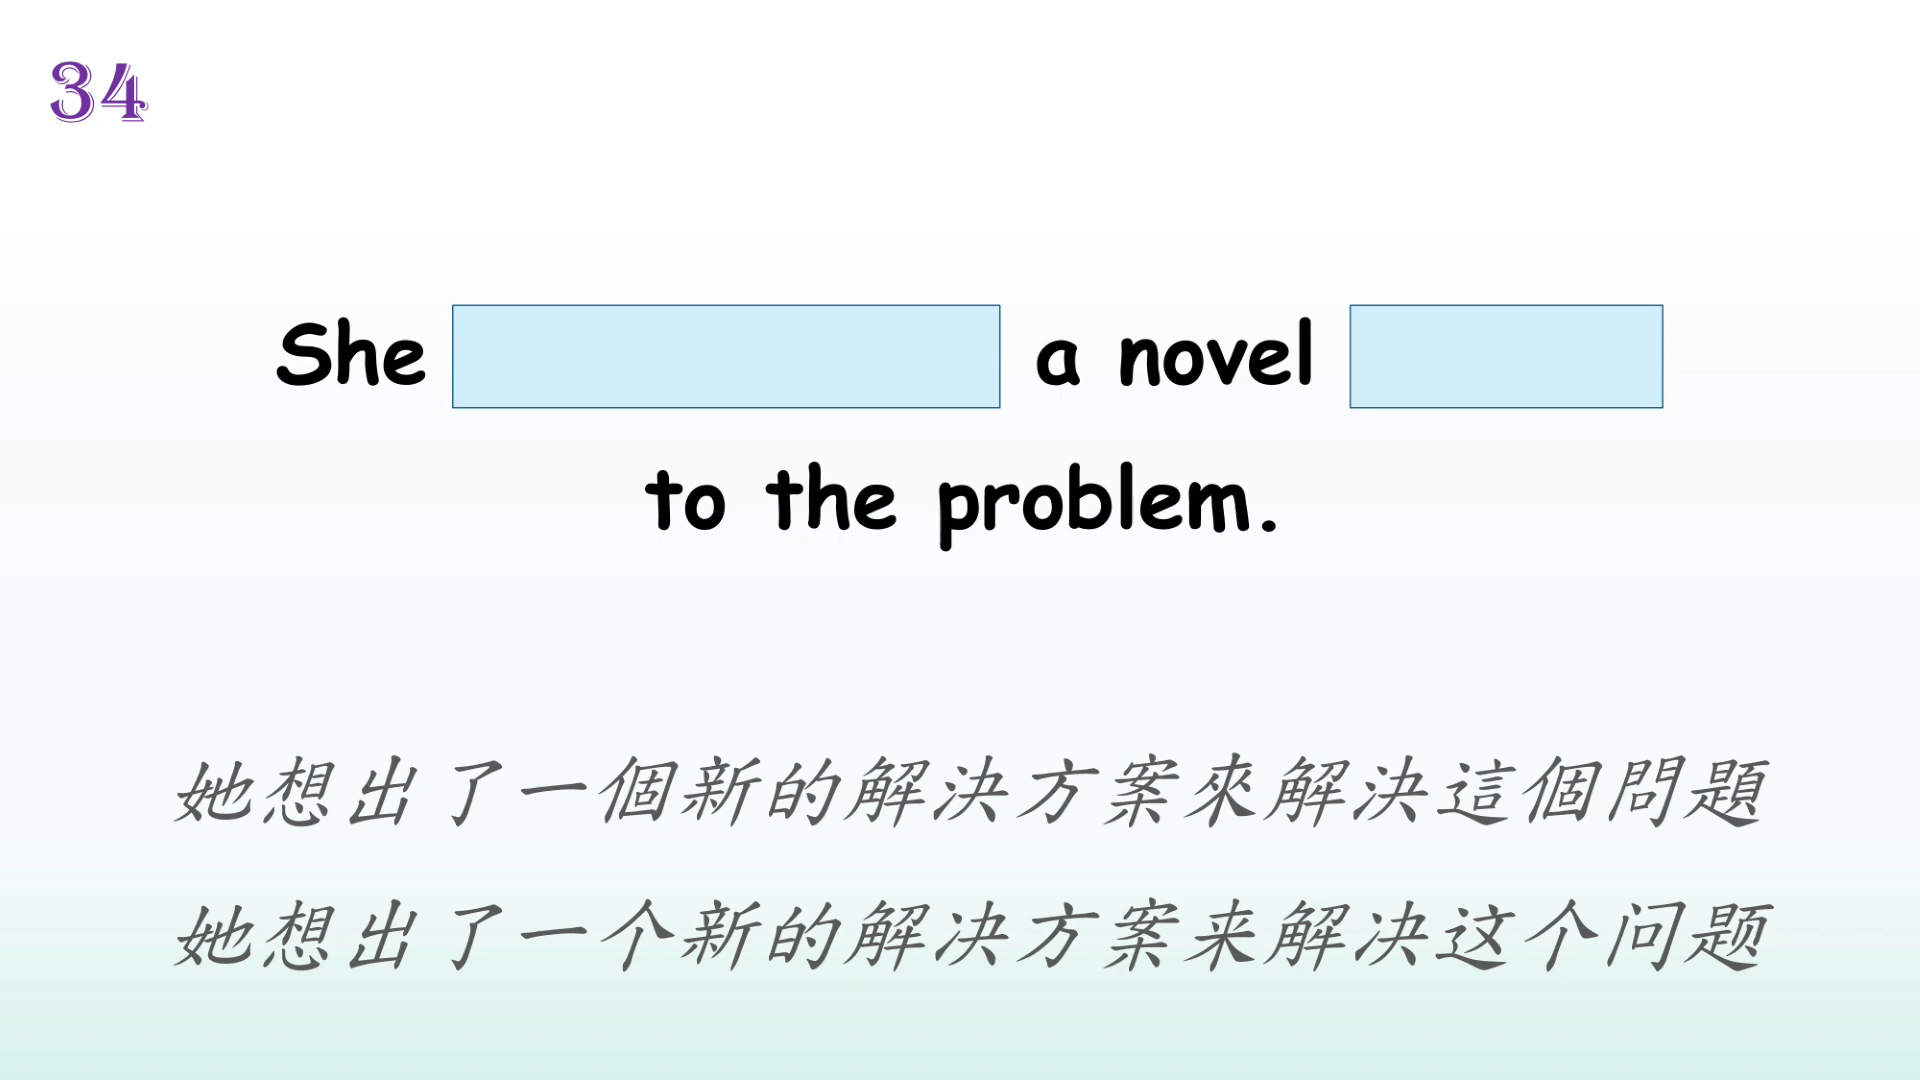 34
She a novel
to the problem.
她想出了一個新的解決方案來解決這個問題
她想出了一个新的解决方案来解决这个问题